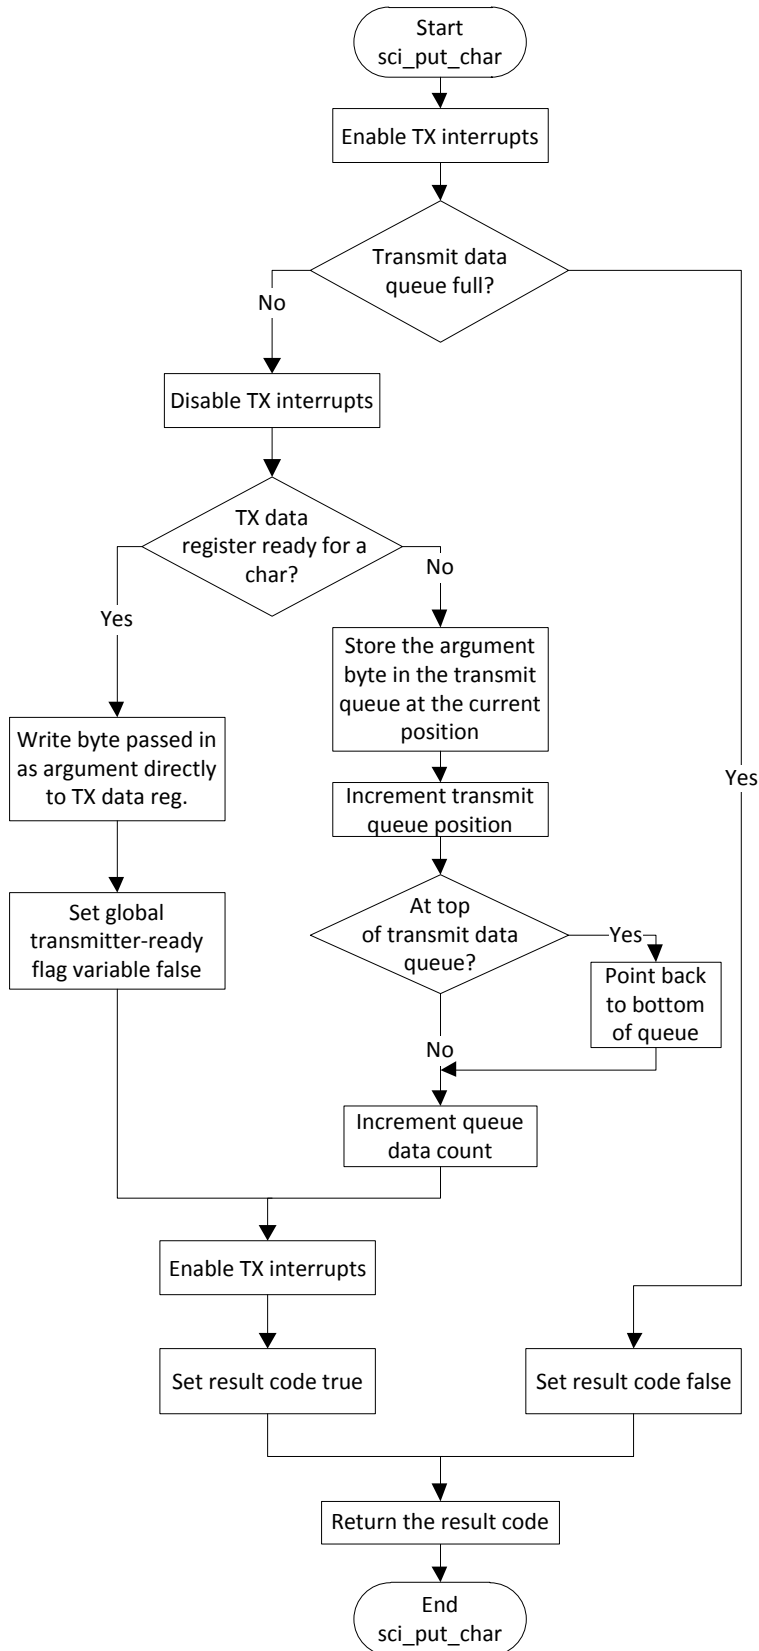 Start
sci_put_char
Enable TX interrupts
Transmit data
queue full?
No
Disable TX interrupts
TX data
register ready for a
char?
No
Yes
Store the argument
byte in the transmit
queue at the current
position
Write byte passed in
as argument directly
to TX data reg.
Yes
Increment transmit
queue position
Set global
transmitter-ready
flag variable false
At top
of transmit data
queue?
Yes
Point back
to bottom
of queue
No
Increment queue
data count
Enable TX interrupts
Set result code true
Set result code false
Return the result code
End
sci_put_char